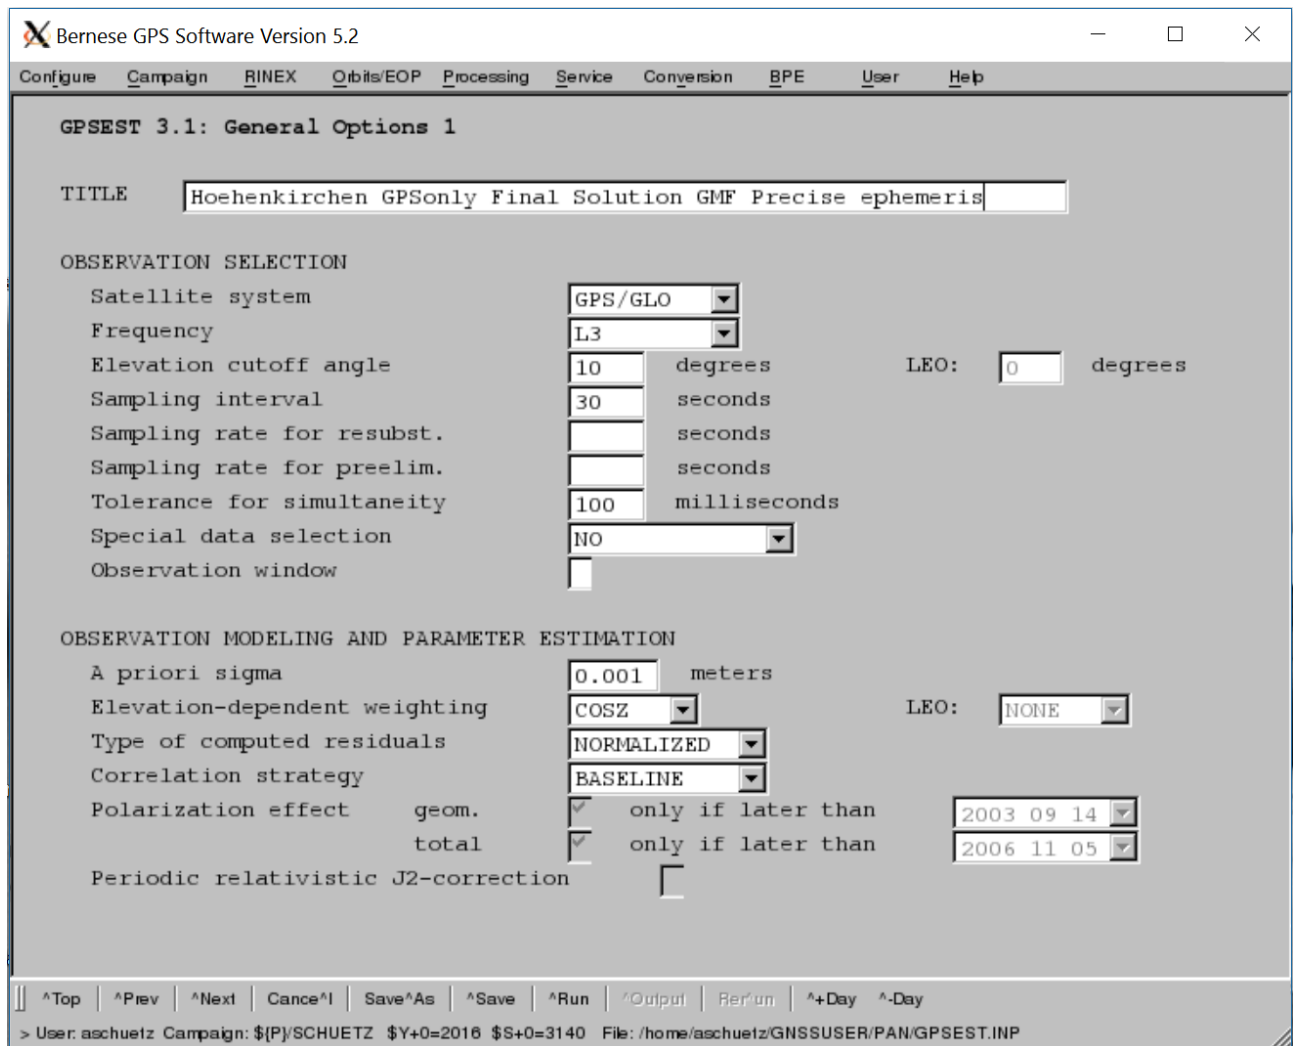 Bernese GPS Software Version 5.2
Configure Campaign RINEX Orbits/EOP Processing Service Conversion BPE User Help
GPSEST 3.1: General Options 1
TITLE Hoehenkirchen GPSonly Final Solution GMF Precise ephemeris
OBSERVATION SELECTION
Satellite system GPS/GLO
Frequency L3
Elevation cutoff angle 10 degrees LEO: 0 degrees
Sampling interval 30 seconds
Sampling rate for resubst. seconds
Sampling rate for preelim. seconds
Tolerance for simultaneity 100 milliseconds
Special data selection NO
Observation window
OBSERVATION MODELING AND PARAMETER ESTIMATION
A priori sigma 0.001 meters
Elevation-dependent weighting COSZ LEO: NONE
Type of computed residuals NORMALIZED
Correlation strategy BASELINE
Polarization effect geom. only if later than 2003 09 14
total only if later than 2006 11 05
Periodic relativistic J2-correction
^Top ^Prev ^Next Cance^l Save^As ^Save ^Run ^Output Rer^un ^+Day ^-Day
> User: aschuetz Campaign: ${P}/SCHUETZ $Y+0=2016 $S+0=3140 File: /home/aschuetz/GNSSUSER/PAN/GPSEST.INP